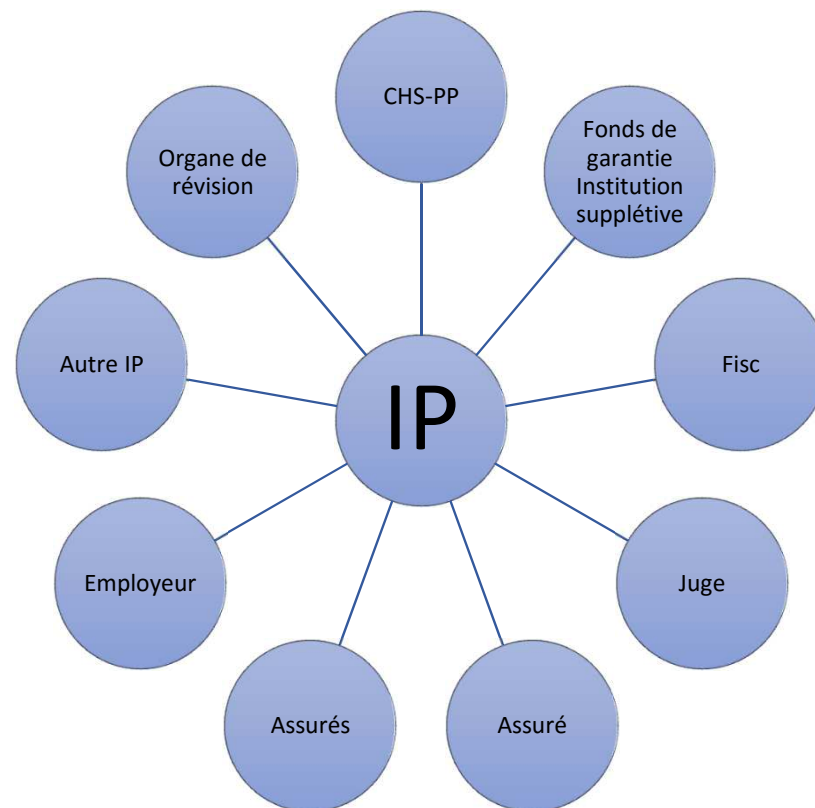 CHS-PP
Fonds de
garantie
Institution
supplétive
Organe de
révision
Autre IP
Fisc
IP
Employeur
Juge
Assurés
Assuré